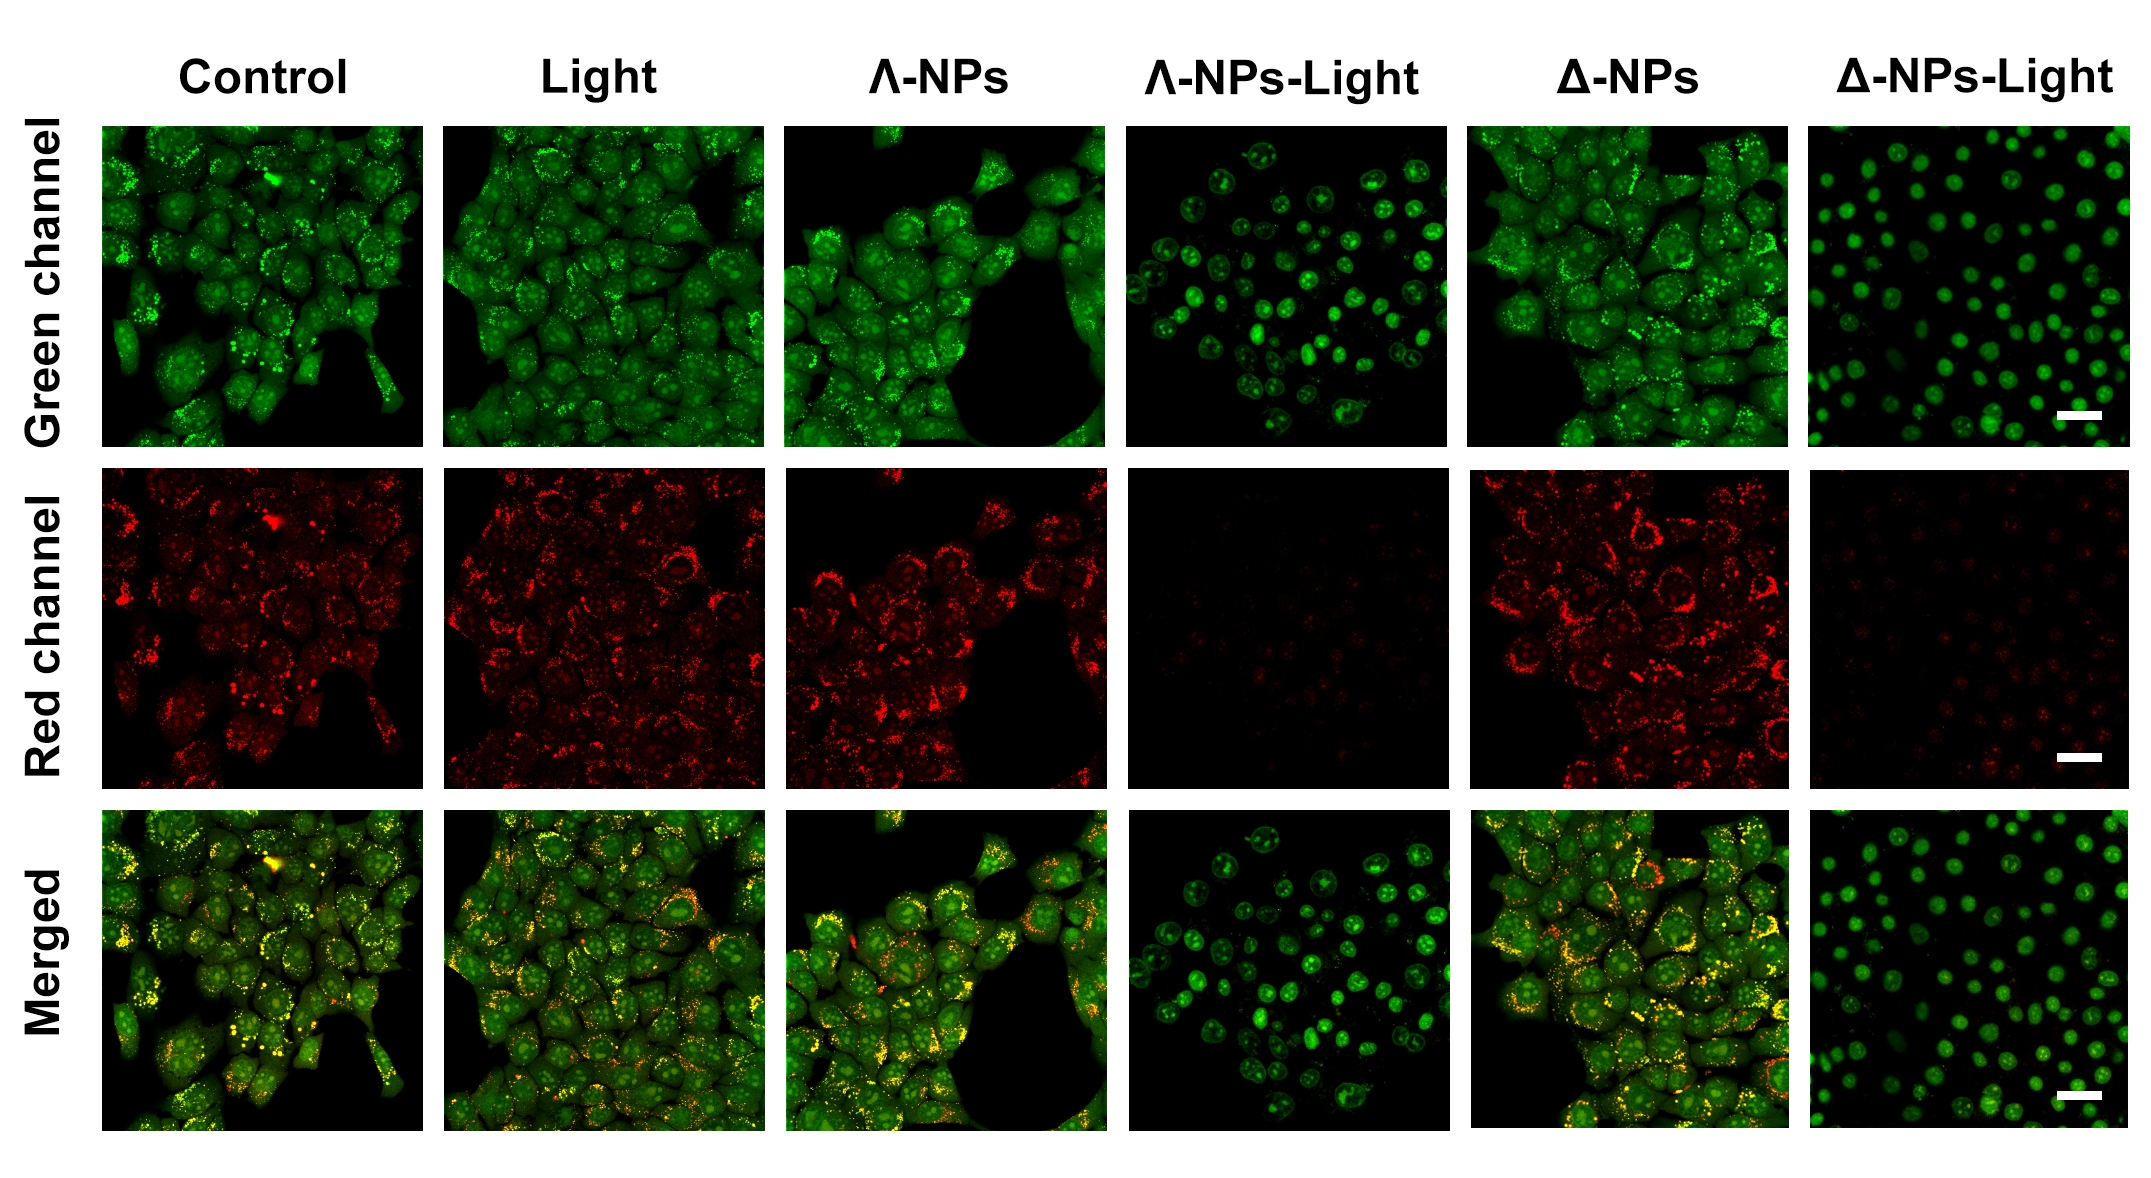 Control Light Λ-NPs Λ-NPs-Light Δ-NPs Δ-NPs-Light
Green channel
Red channel
Merged